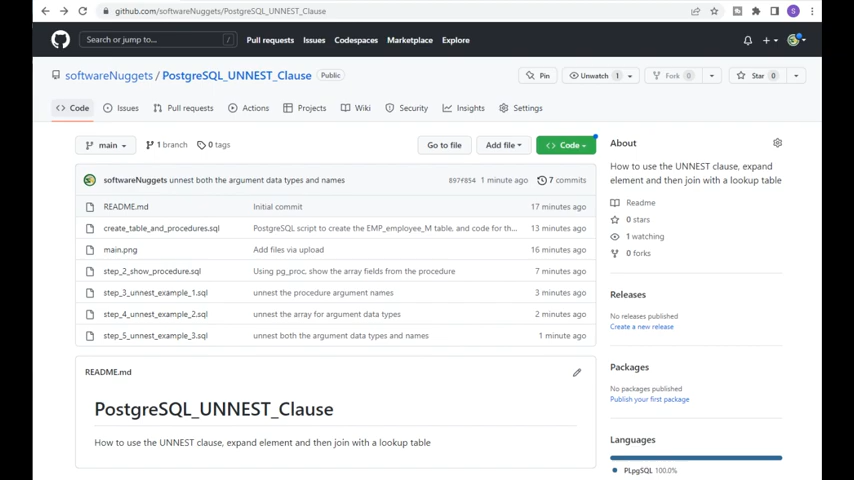 github.com/softwareNuggets/PostgreSQL_UNNEST_Clause
S
Search or jump to...
/
Pull requests Issues Codespaces Marketplace Explore
softwareNuggets / PostgreSQL_UNNEST_Clause Public
Pin Unwatch 1 Fork 0 Star 0
Code Issues Pull requests Actions Projects Wiki Security Insights Settings
main 1 branch 0 tags Go to file Add file Code
softwareNuggets unnest both the argument data types and names 897f854 1 minute ago 7 commits
README.md Initial commit 17 minutes ago
create_table_and_procedures.sql PostgreSQL script to create the EMP_employee_M table, and code for th... 13 minutes ago
main.png Add files via upload 16 minutes ago
step_2_show_procedure.sql Using pg_proc, show the array fields from the procedure 7 minutes ago
step_3_unnest_example_1.sql unnest the procedure argument names 3 minutes ago
step_4_unnest_example_2.sql unnest the array for argument data types 2 minutes ago
step_5_unnest_example_3.sql unnest both the argument data types and names 1 minute ago
README.md
PostgreSQL_UNNEST_Clause
How to use the UNNEST clause, expand element and then join with a lookup table
About
How to use the UNNEST clause, expand
element and then join with a lookup table
Readme
0 stars
1 watching
0 forks
Releases
No releases published
Create a new release
Packages
No packages published
Publish your first package
Languages
PLpgSQL 100.0%